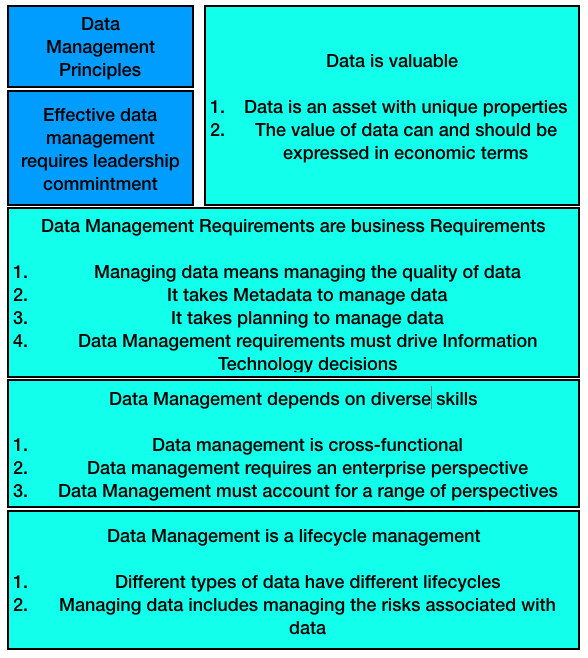 Data
Management
Principles
Effective data
management
requires leadership
commintment
Data is valuable
1. Data is an asset with unique properties
2. The value of data can and should be
expressed in economic terms
Data Management Requirements are business Requirements
1. Managing data means managing the quality of data
2. It takes Metadata to manage data
3. It takes planning to manage data
4. Data Management requirements must drive Information
Technology decisions
Data Management depends on diverse skills
1. Data management is cross-functional
2. Data management requires an enterprise perspective
3. Data Management must account for a range of perspectives
Data Management is a lifecycle management
1. Different types of data have different lifecycles
2. Managing data includes managing the risks associated with
data